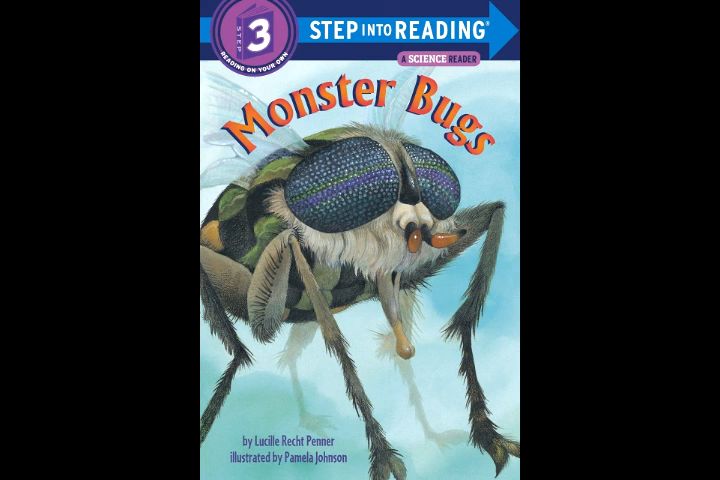 STEP
3
READING ON YOUR OWN
STEP INTO READING®
A SCIENCE READER
Monster Bugs
by Lucille Recht Penner
illustrated by Pamela Johnson